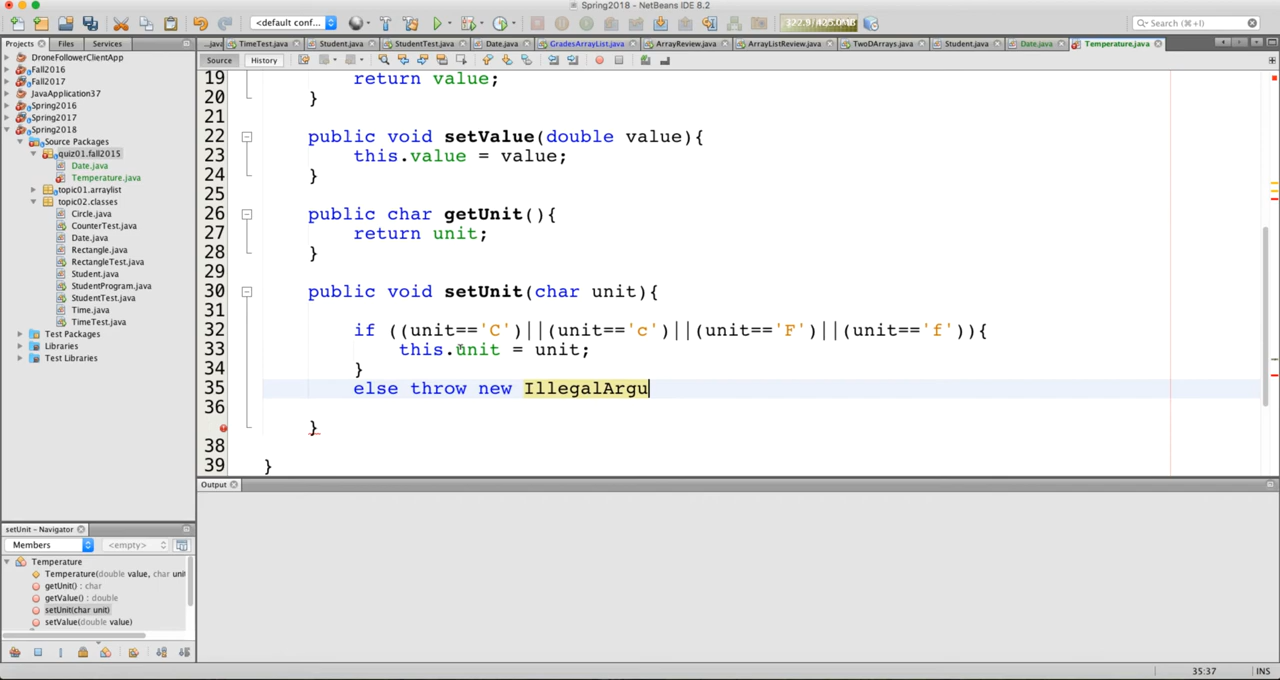 Spring2018 - NetBeans IDE 8.2
<default conf...
322.9/425.0MB
Search (⌘+I)
Projects Files Services
...java TimeTest.java Student.java StudentTest.java Date.java GradesArrayList.java ArrayReview.java ArrayListReview.java TwoDArrays.java Student.java Date.java Temperature.java
Source History
DroneFollowerClientApp
Fall2016
Fall2017
JavaApplication37
Spring2016
Spring2017
Spring2018
Source Packages
quiz01.fall2015
Date.java
Temperature.java
topic01.arraylist
topic02.classes
Circle.java
CounterTest.java
Date.java
Rectangle.java
RectangleTest.java
Student.java
StudentProgram.java
StudentTest.java
Time.java
TimeTest.java
Test Packages
Libraries
Test Libraries
19 return value;
20 }
21
22 public void setValue(double value){
23 this.value = value;
24 }
25
26 public char getUnit(){
27 return unit;
28 }
29
30 public void setUnit(char unit){
31
32 if ((unit=='C')||(unit=='c')||(unit=='F')||(unit=='f')){
33 this.unit = unit;
34 }
35 else throw new IllegalArgu
36
}
38
39 }
Output
setUnit - Navigator
Members <empty>
Temperature
Temperature(double value, char unit
getUnit() : char
getValue() : double
setUnit(char unit)
setValue(double value)
35:37 INS